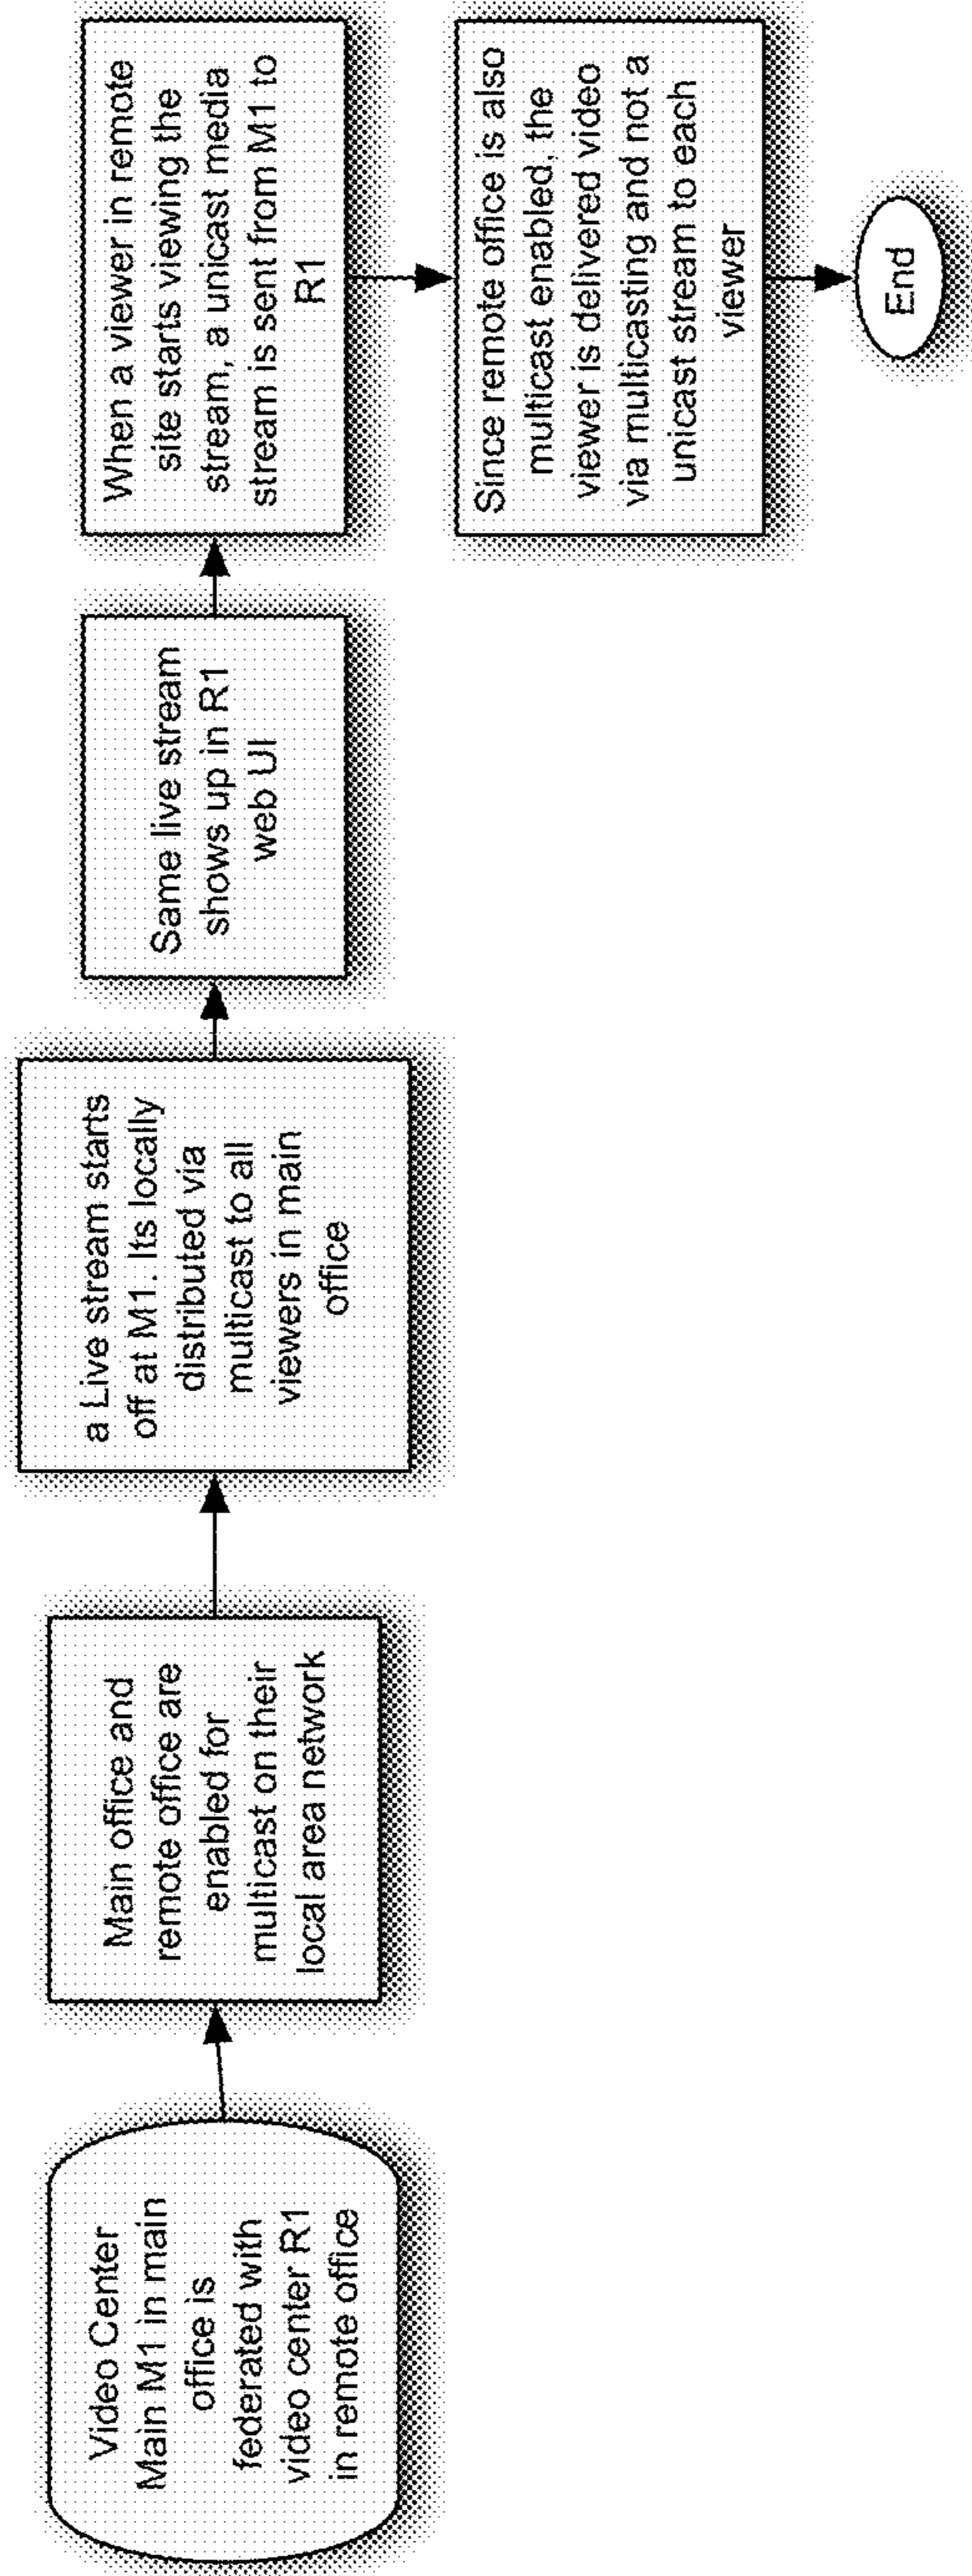 Video Center
Main M1 in main
office is
federated with
video center R1
in remote office
Main office and
remote office are
enabled for
multicast on their
local area network
a Live stream starts
off at M1. Its locally
distributed via
multicast to all
viewers in main
office
Same live stream
shows up in R1
web UI
When a viewer in remote
site starts viewing the
stream, a unicast media
stream is sent from M1 to
R1
Since remote office is also
multicast enabled, the
viewer is delivered video
via multicasting and not a
unicast stream to each
viewer
End